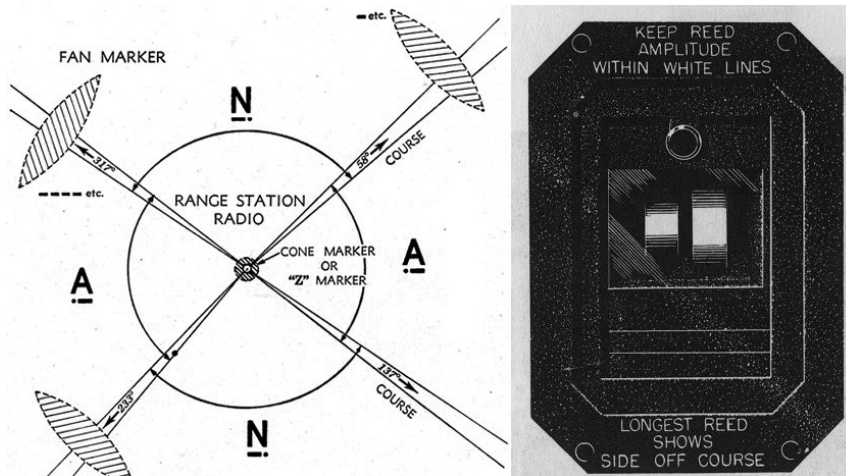 – etc.
FAN MARKER
N
317°
58°
COURSE
----- etc.
RANGE STATION
RADIO
CONE MARKER
OR
“Z” MARKER
A
A
233°
137°
COURSE
N
KEEP REED
AMPLITUDE
WITHIN WHITE LINES
LONGEST REED
SHOWS
SIDE OFF COURSE